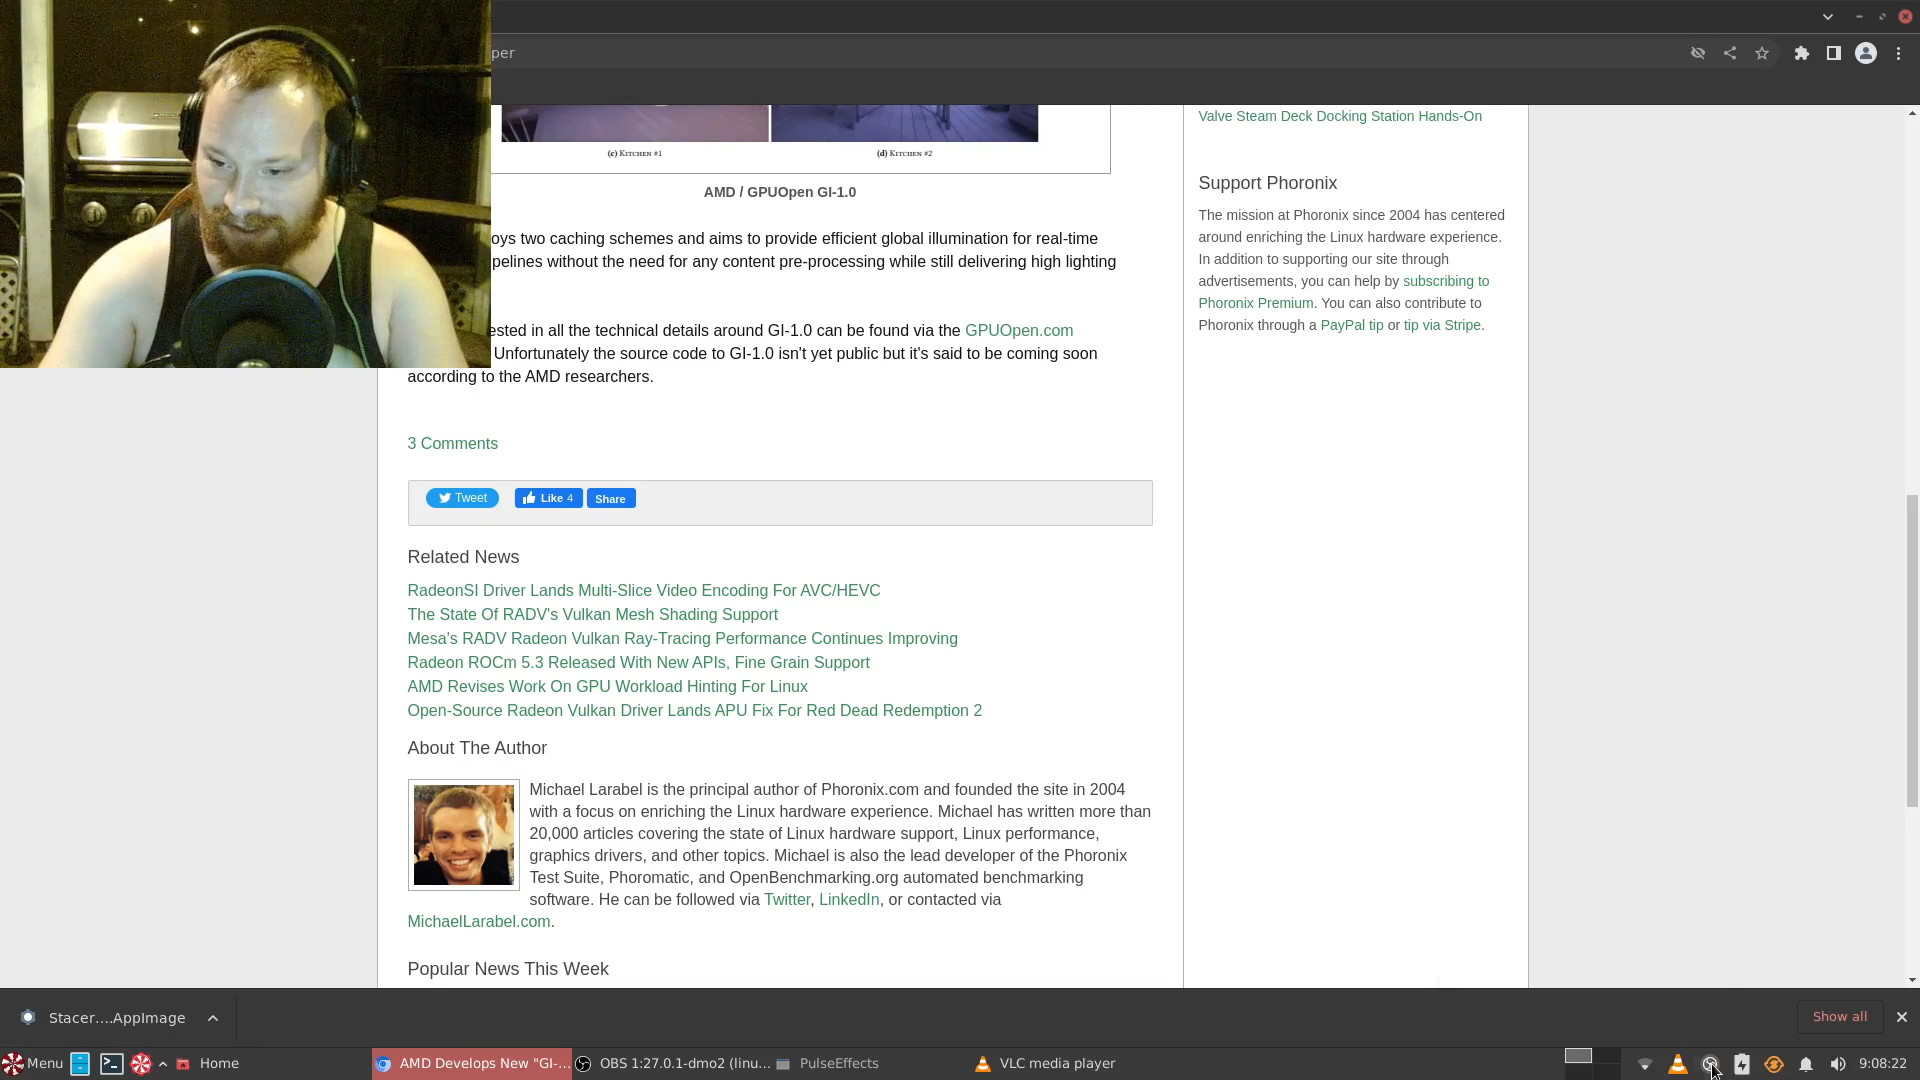 per
Valve Steam Deck Docking Station Hands-On
(c) KITCHEN #1
(d) KITCHEN #2
AMD / GPUOpen GI-1.0
oys two caching schemes and aims to provide efficient global illumination for real-time
pelines without the need for any content pre-processing while still delivering high lighting
ested in all the technical details around GI-1.0 can be found via the GPUOpen.com
Unfortunately the source code to GI-1.0 isn't yet public but it's said to be coming soon
according to the AMD researchers.
3 Comments
Tweet
Like 4
Share
Related News
RadeonSI Driver Lands Multi-Slice Video Encoding For AVC/HEVC
The State Of RADV's Vulkan Mesh Shading Support
Mesa's RADV Radeon Vulkan Ray-Tracing Performance Continues Improving
Radeon ROCm 5.3 Released With New APIs, Fine Grain Support
AMD Revises Work On GPU Workload Hinting For Linux
Open-Source Radeon Vulkan Driver Lands APU Fix For Red Dead Redemption 2
About The Author
Michael Larabel is the principal author of Phoronix.com and founded the site in 2004
with a focus on enriching the Linux hardware experience. Michael has written more than
20,000 articles covering the state of Linux hardware support, Linux performance,
graphics drivers, and other topics. Michael is also the lead developer of the Phoronix
Test Suite, Phoromatic, and OpenBenchmarking.org automated benchmarking
software. He can be followed via Twitter, LinkedIn, or contacted via
MichaelLarabel.com.
Popular News This Week
Support Phoronix
The mission at Phoronix since 2004 has centered
around enriching the Linux hardware experience.
In addition to supporting our site through
advertisements, you can help by subscribing to
Phoronix Premium. You can also contribute to
Phoronix through a PayPal tip or tip via Stripe.
Stacer....AppImage
Show all
Menu
Home
AMD Develops New "GI-...
OBS 1:27.0.1-dmo2 (linu...
PulseEffects
VLC media player
9:08:22